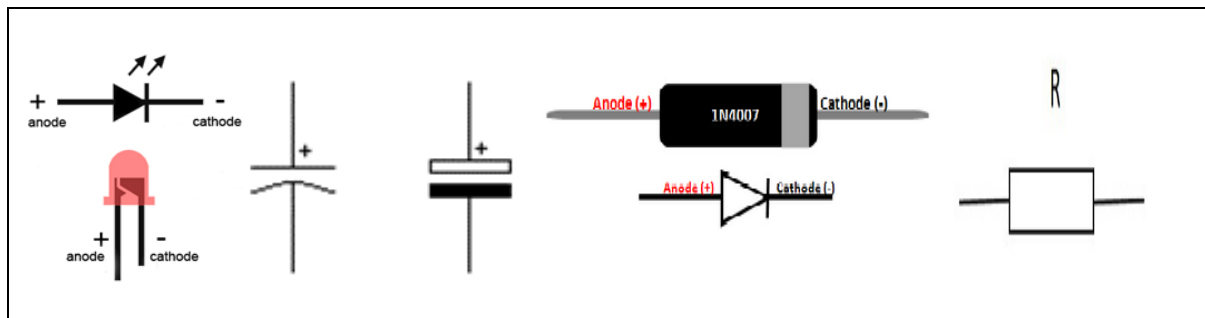 + -
anode cathode
+ -
anode cathode
+
+
Anode (+) 1N4007 Cathode (-)
Anode (+) Cathode (-)
R